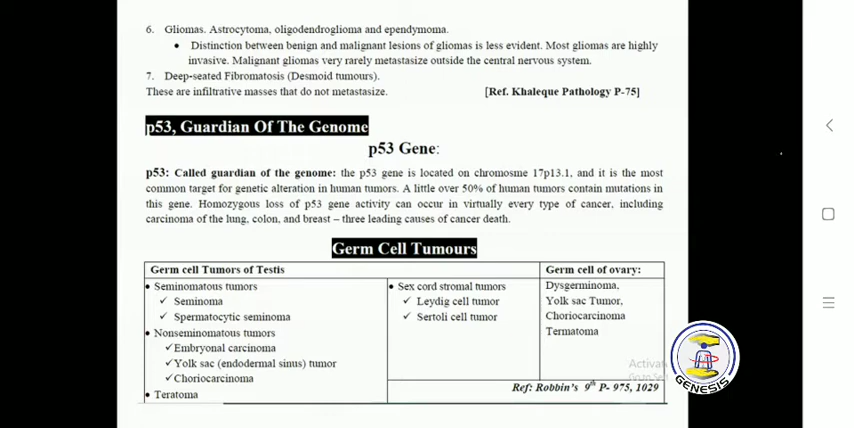 6. Gliomas. Astrocytoma, oligodendroglioma and ependymoma.
• Distinction between benign and malignant lesions of gliomas is less evident. Most gliomas are highly
invasive. Malignant gliomas very rarely metastasize outside the central nervous system.
7. Deep-seated Fibromatosis (Desmoid tumours).
These are infiltrative masses that do not metastasize. [Ref. Khaleque Pathology P-75]
p53, Guardian Of The Genome
p53 Gene:
p53: Called guardian of the genome: the p53 gene is located on chromosme 17p13.1, and it is the most
common target for genetic alteration in human tumors. A little over 50% of human tumors contain mutations in
this gene. Homozygous loss of p53 gene activity can occur in virtually every type of cancer, including
carcinoma of the lung, colon, and breast – three leading causes of cancer death.
Germ Cell Tumours
Germ cell Tumors of Testis
• Seminomatous tumors
✓ Seminoma
✓ Spermatocytic seminoma
• Nonseminomatous tumors
✓Embryonal carcinoma
✓Yolk sac (endodermal sinus) tumor
✓Choriocarcinoma
• Teratoma
• Sex cord stromal tumors
✓ Leydig cell tumor
✓ Sertoli cell tumor
Germ cell of ovary:
Dysgerminoma,
Yolk sac Tumor,
Choriocarcinoma
Termatoma
Ref: Robbin's 9th P- 975, 1029
Activat
Go to Set
GENESIS